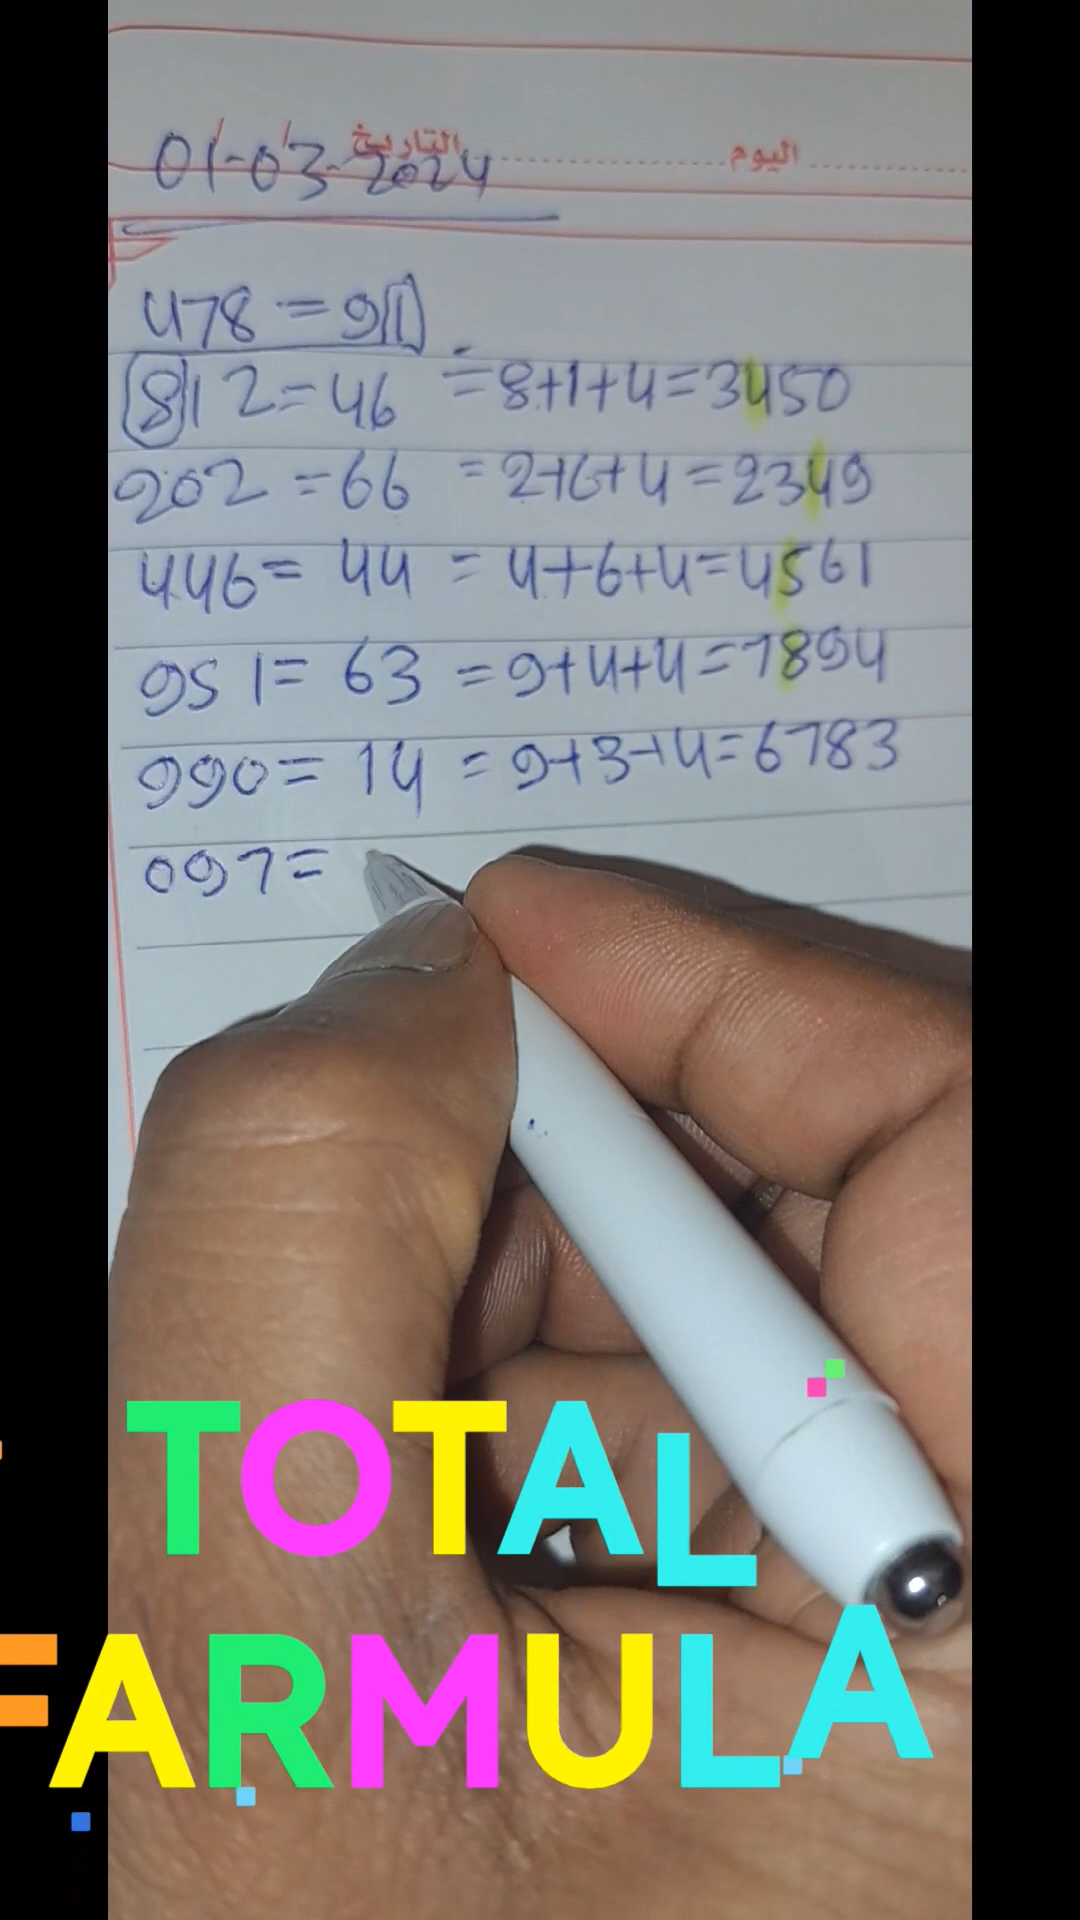 التاريخ ........................ اليوم ................
01-03-2024
478 = 911
812 = 46 = 8+1+4 = 3450
202 = 66 = 2+6+4 = 2349
446 = 44 = 4+6+4 = 4561
951 = 63 = 9+4+4 = 7894
990 = 14 = 9+3+4 = 6783
097 =
TOTAL
FARMULA